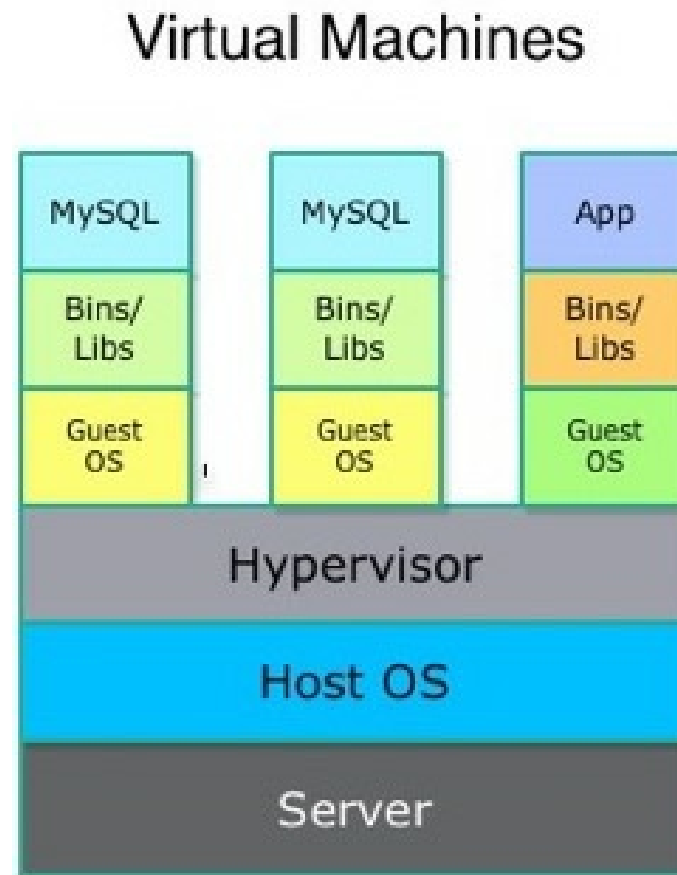 Virtual Machines
MySQL
Bins/
Libs
Guest
OS
MySQL
Bins/
Libs
Guest
OS
App
Bins/
Libs
Guest
OS
Hypervisor
Host OS
Server